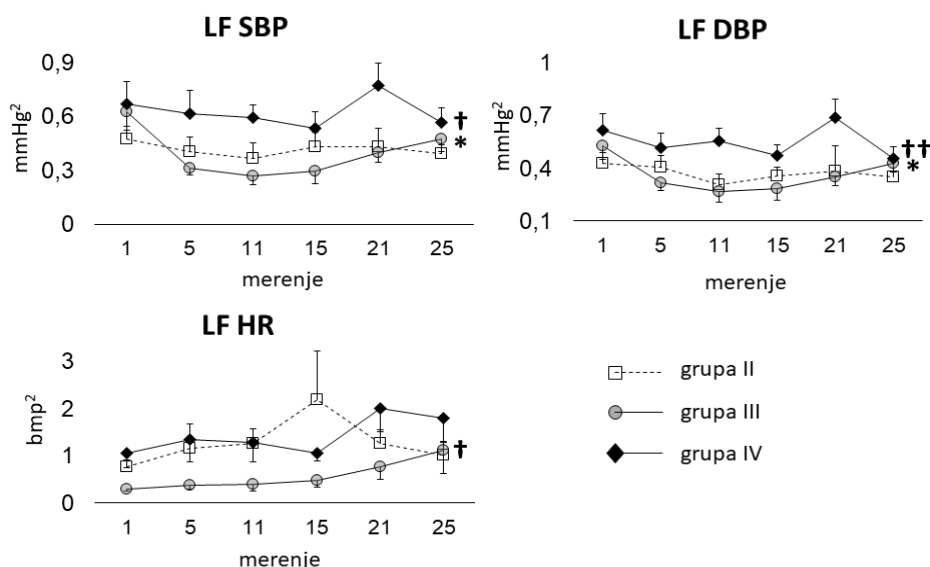 LF SBP
0,9
0,6
0,3
0
mmHg²
1 5 11 15 21 25
merenje
†
*
LF DBP
1
0,7
0,4
0,1
mmHg²
1 5 11 15 21 25
merenje
††
*
LF HR
3
2
1
0
bmp²
1 5 11 15 21 25
merenje
†
grupa II
grupa III
grupa IV